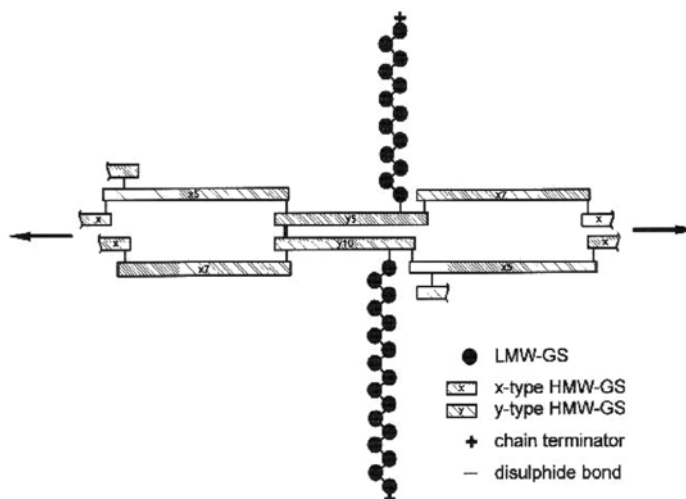 x5
x7
y5
x
x
y10
x
x
x7
x5
LMW-GS
x x-type HMW-GS
y y-type HMW-GS
+ chain terminator
– disulphide bond